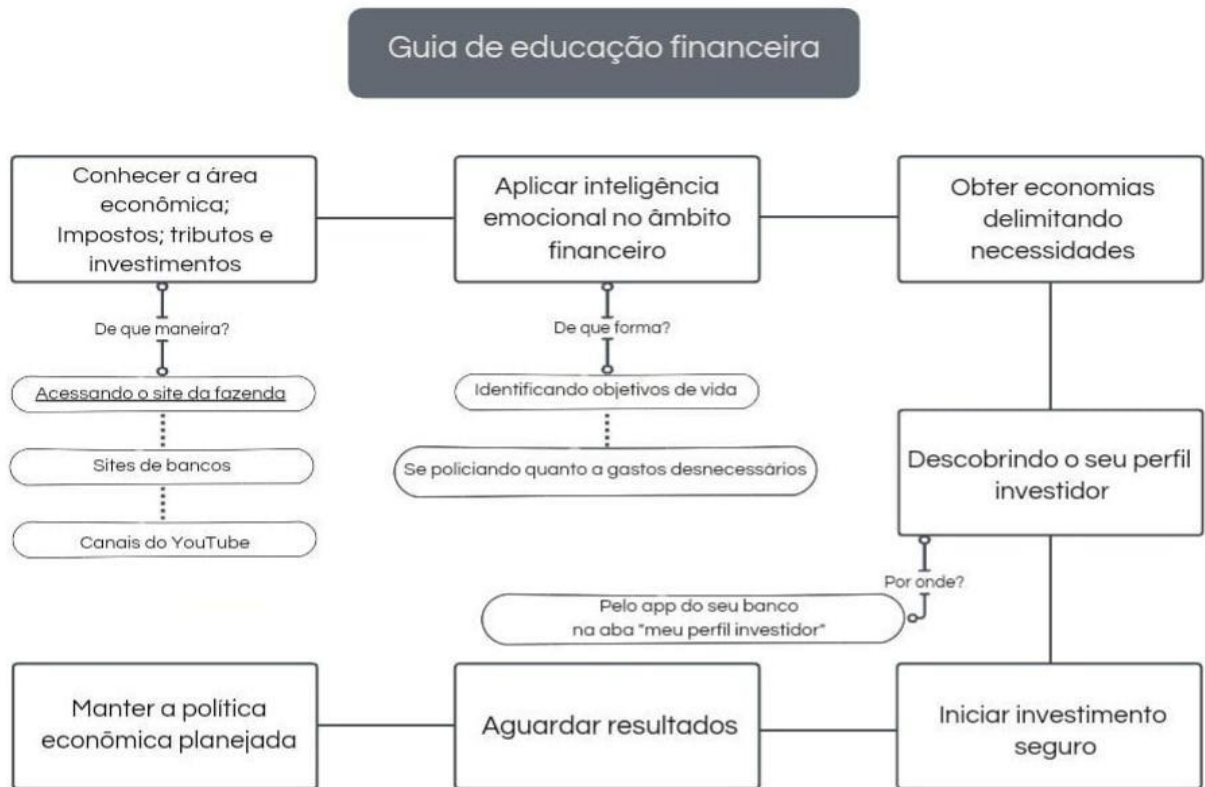 Guia de educação financeira
Conhecer a área
econômica;
Impostos; tributos e
investimentos
Aplicar inteligência
emocional no âmbito
financeiro
Obter economias
delimitando
necessidades
De que maneira?
De que forma?
Acessando o site da fazenda
Identificando objetivos de vida
Sites de bancos
Se policiando quanto a gastos desnecessários
Canais do YouTube
Descobrindo o seu perfil
investidor
Por onde?
Pelo app do seu banco
na aba "meu perfil investidor"
Manter a política
econômica planejada
Aguardar resultados
Iniciar investimento
seguro